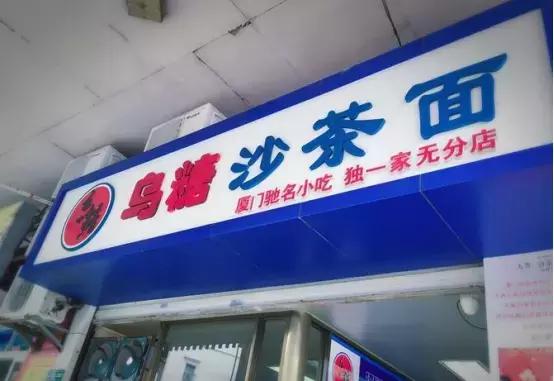 乌糖沙茶面
厦门驰名小吃 独一家无分店